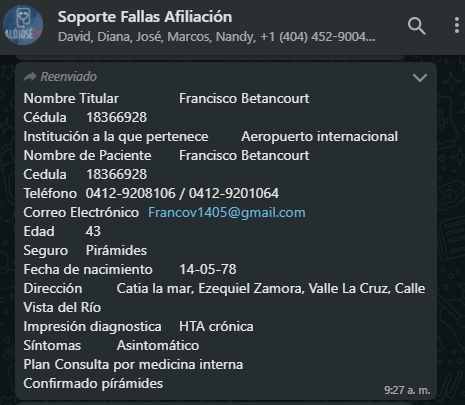 Soporte Fallas Afiliación
David, Diana, José, Marcos, Nandy, +1 (404) 452-9004...
ALOJOSÉ
Reenviado
Nombre Titular Francisco Betancourt
Cédula 18366928
Institución a la que pertenece Aeropuerto internacional
Nombre de Paciente Francisco Betancourt
Cedula 18366928
Teléfono 0412-9208106 / 0412-9201064
Correo Electrónico Francov1405@gmail.com
Edad 43
Seguro Pirámides
Fecha de nacimiento 14-05-78
Dirección Catia la mar, Ezequiel Zamora, Valle La Cruz, Calle
Vista del Río
Impresión diagnostica HTA crónica
Síntomas Asintomático
Plan Consulta por medicina interna
Confirmado pírámides
9:27 a. m.